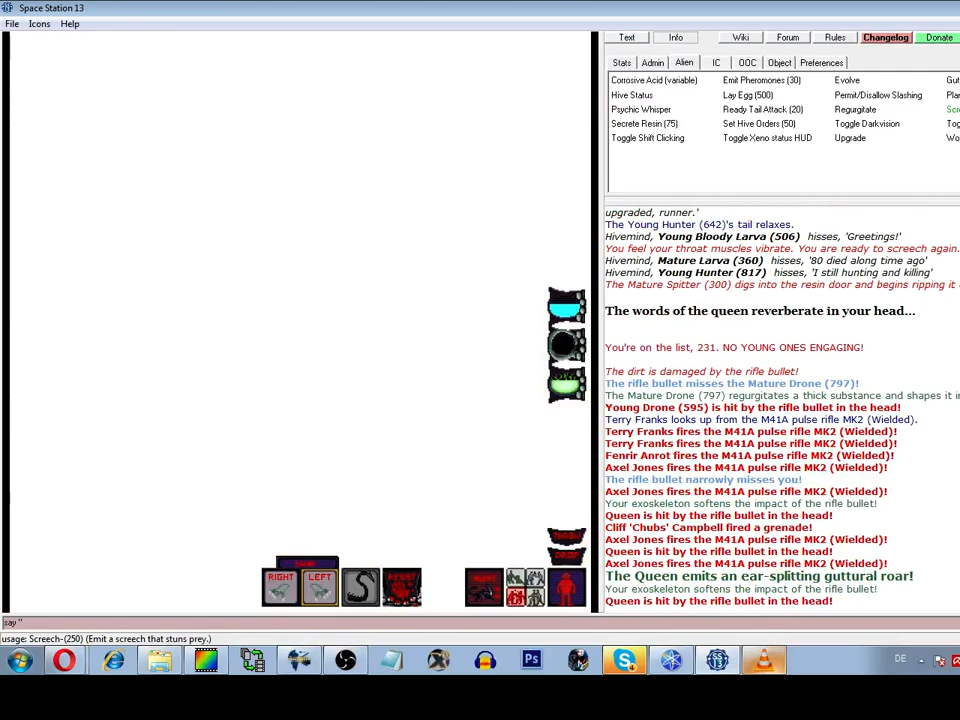 Space Station 13
File Icons Help
Text Info Wiki Forum Rules Changelog Donate
Stats Admin Alien IC OOC Object Preferences
Corrosive Acid (variable) Emit Pheromones (30) Evolve Gut
Hive Status Lay Egg (500) Permit/Disallow Slashing Plan
Psychic Whisper Ready Tail Attack (20) Regurgitate Scr
Secrete Resin (75) Set Hive Orders (50) Toggle Darkvision Tog
Toggle Shift Clicking Toggle Xeno status HUD Upgrade Wo
upgraded, runner.'
The Young Hunter (642)'s tail relaxes.
Hivemind, Young Bloody Larva (506) hisses, 'Greetings!'
You feel your throat muscles vibrate. You are ready to screech again.
Hivemind, Mature Larva (360) hisses, '80 died along time ago'
Hivemind, Young Hunter (817) hisses, 'I still hunting and killing'
The Mature Spitter (300) digs into the resin door and begins ripping it
The words of the queen reverberate in your head...
You're on the list, 231. NO YOUNG ONES ENGAGING!
The dirt is damaged by the rifle bullet!
The rifle bullet misses the Mature Drone (797)!
The Mature Drone (797) regurgitates a thick substance and shapes it in
Young Drone (595) is hit by the rifle bullet in the head!
Terry Franks looks up from the M41A pulse rifle MK2 (Wielded).
Terry Franks fires the M41A pulse rifle MK2 (Wielded)!
Terry Franks fires the M41A pulse rifle MK2 (Wielded)!
Fenrir Anrot fires the M41A pulse rifle MK2 (Wielded)!
Axel Jones fires the M41A pulse rifle MK2 (Wielded)!
The rifle bullet narrowly misses you!
Axel Jones fires the M41A pulse rifle MK2 (Wielded)!
Your exoskeleton softens the impact of the rifle bullet!
Queen is hit by the rifle bullet in the head!
Cliff 'Chubs' Campbell fired a grenade!
Axel Jones fires the M41A pulse rifle MK2 (Wielded)!
Queen is hit by the rifle bullet in the head!
Axel Jones fires the M41A pulse rifle MK2 (Wielded)!
The Queen emits an ear-splitting guttural roar!
Your exoskeleton softens the impact of the rifle bullet!
Queen is hit by the rifle bullet in the head!
RIGHT LEFT
say "
usage: Screech-(250) (Emit a screech that stuns prey.)
Ps 4 SS 13 DE